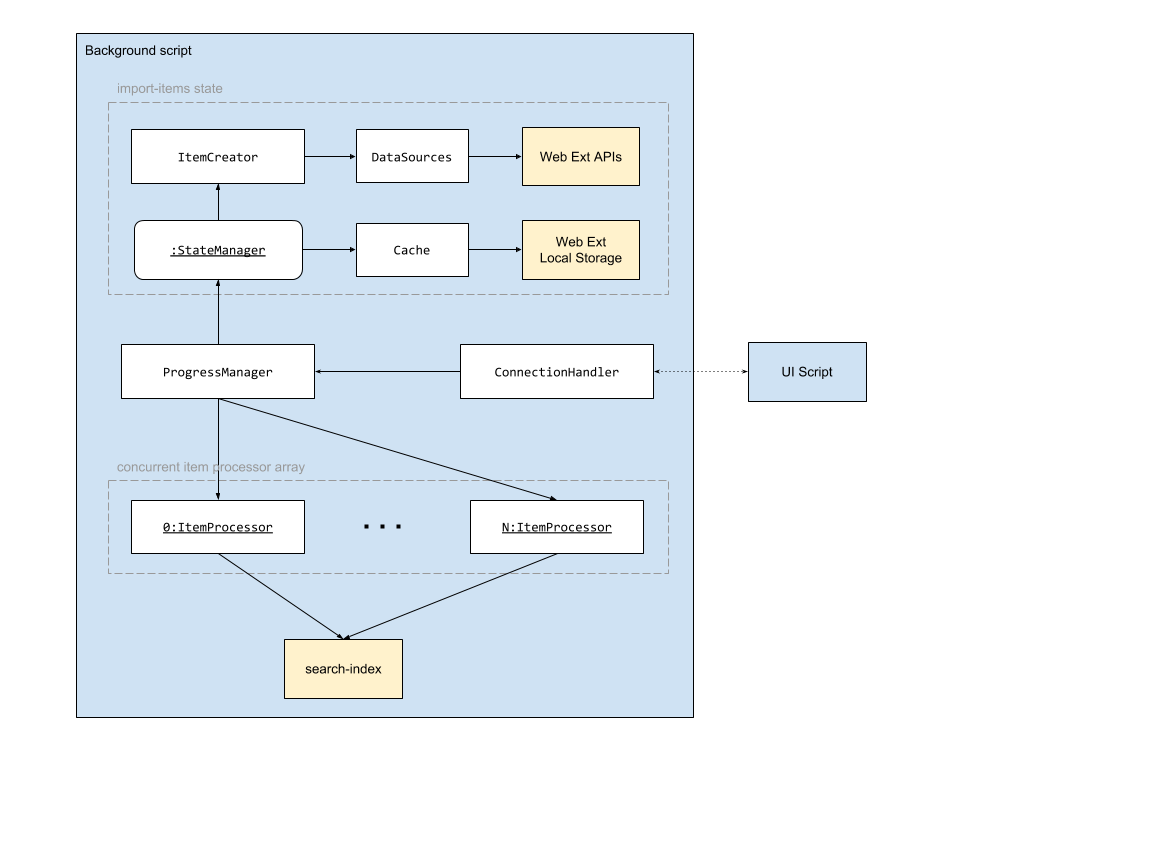 Background script
import-items state
ItemCreator
DataSources
Web Ext APIs
:StateManager
Cache
Web Ext
Local Storage
ProgressManager
ConnectionHandler
UI Script
concurrent item processor array
0:ItemProcessor
...
N:ItemProcessor
search-index